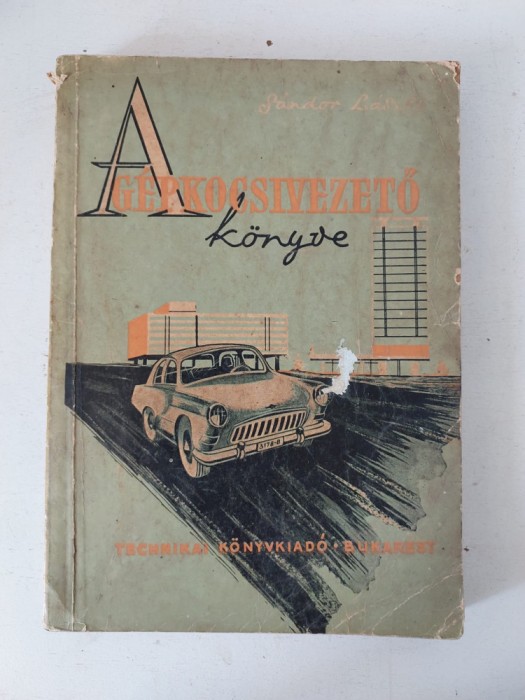 Sándor
A
GÉPKOCSIVEZETŐ
könyve
TECHNIKAI KÖNYVKIADÓ • BUKAREST